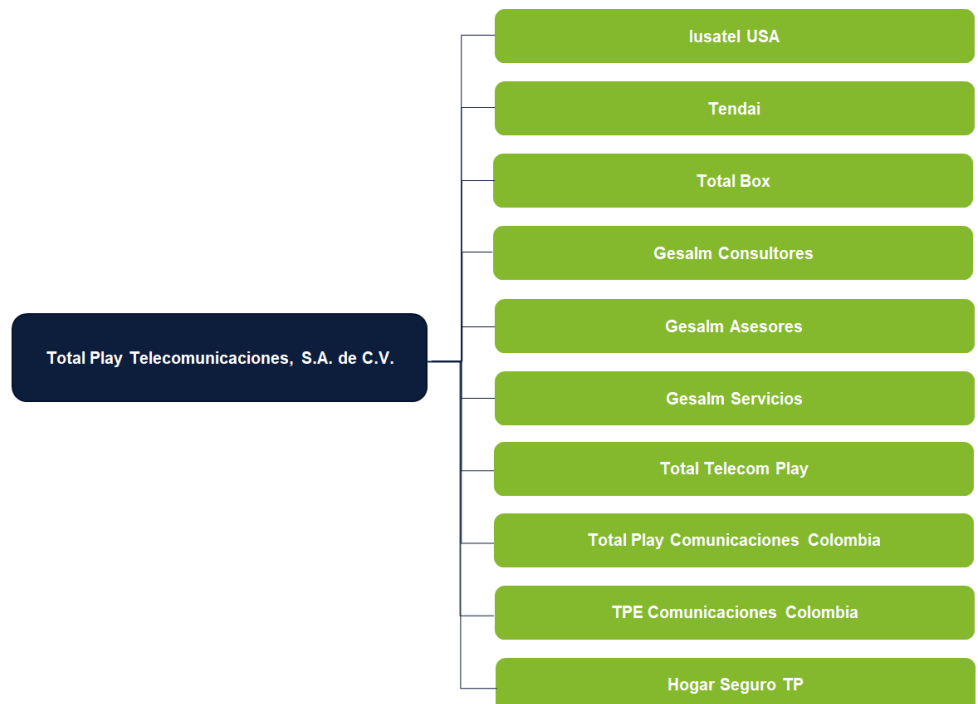 Iusatel USA
Tendai
Total Box
Gesalm Consultores
Total Play Telecomunicaciones, S.A. de C.V.
Gesalm Asesores
Gesalm Servicios
Total Telecom Play
Total Play Comunicaciones Colombia
TPE Comunicaciones Colombia
Hogar Seguro TP